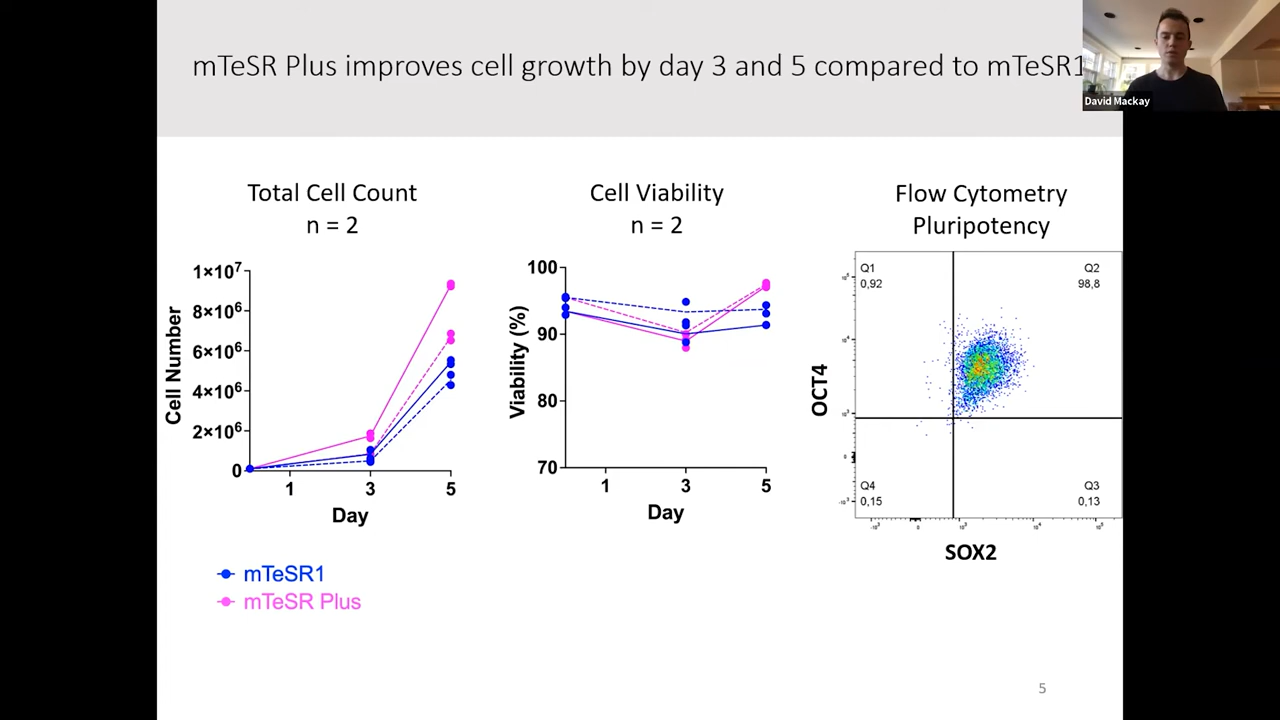 mTeSR Plus improves cell growth by day 3 and 5 compared to mTeSR1
David Mackay
Total Cell Count
n = 2
1×10⁷
8×10⁶
6×10⁶
4×10⁶
2×10⁶
0
Cell Number
1 3 5
Day
Cell Viability
n = 2
100
90
80
70
Viability (%)
1 3 5
Day
Flow Cytometry
Pluripotency
Q1
0,92
Q2
98,8
OCT4
Q4
0,15
Q3
0,13
SOX2
mTeSR1
mTeSR Plus
5